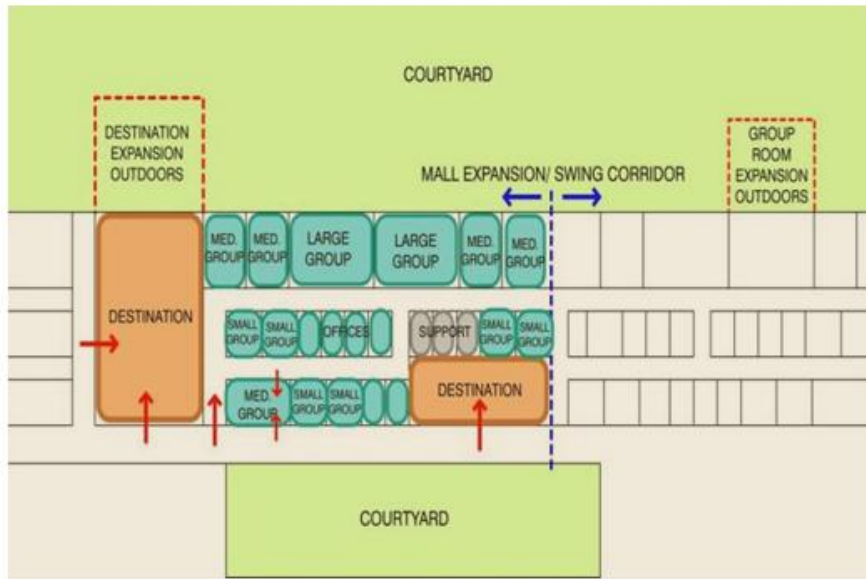 COURTYARD
DESTINATION
EXPANSION
OUTDOORS
GROUP
ROOM
EXPANSION
OUTDOORS
MALL EXPANSION/ SWING CORRIDOR
MED.
GROUP
MED.
GROUP
LARGE
GROUP
LARGE
GROUP
MED.
GROUP
MED.
GROUP
DESTINATION
SMALL
GROUP
SMALL
GROUP
OFFICES
SUPPORT
SMALL
GROUP
SMALL
GROUP
MED.
GROUP
SMALL
GROUP
SMALL
GROUP
DESTINATION
COURTYARD